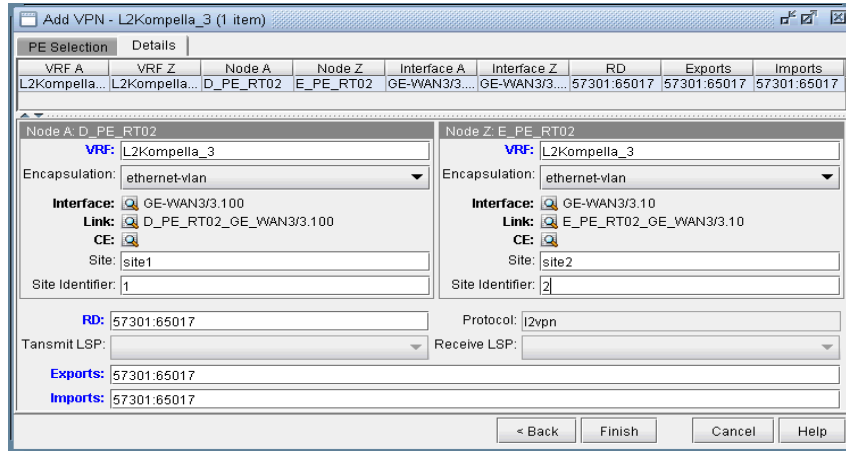 Add VPN - L2Kompella_3 (1 item)
PE Selection Details
VRF A VRF Z Node A Node Z Interface A Interface Z RD Exports Imports
L2Kompella... L2Kompella... D_PE_RT02 E_PE_RT02 GE-WAN3/3.... GE-WAN3/3.... 57301:65017 57301:65017 57301:65017
Node A: D_PE_RT02
VRF: L2Kompella_3
Encapsulation: ethernet-vlan
Interface: GE-WAN3/3.100
Link: D_PE_RT02_GE_WAN3/3.100
CE:
Site: site1
Site Identifier: 1
Node Z: E_PE_RT02
VRF: L2Kompella_3
Encapsulation: ethernet-vlan
Interface: GE-WAN3/3.10
Link: E_PE_RT02_GE_WAN3/3.10
CE:
Site: site2
Site Identifier: 2
RD: 57301:65017 Protocol: l2vpn
Transmit LSP: Receive LSP:
Exports: 57301:65017
Imports: 57301:65017
< Back Finish Cancel Help